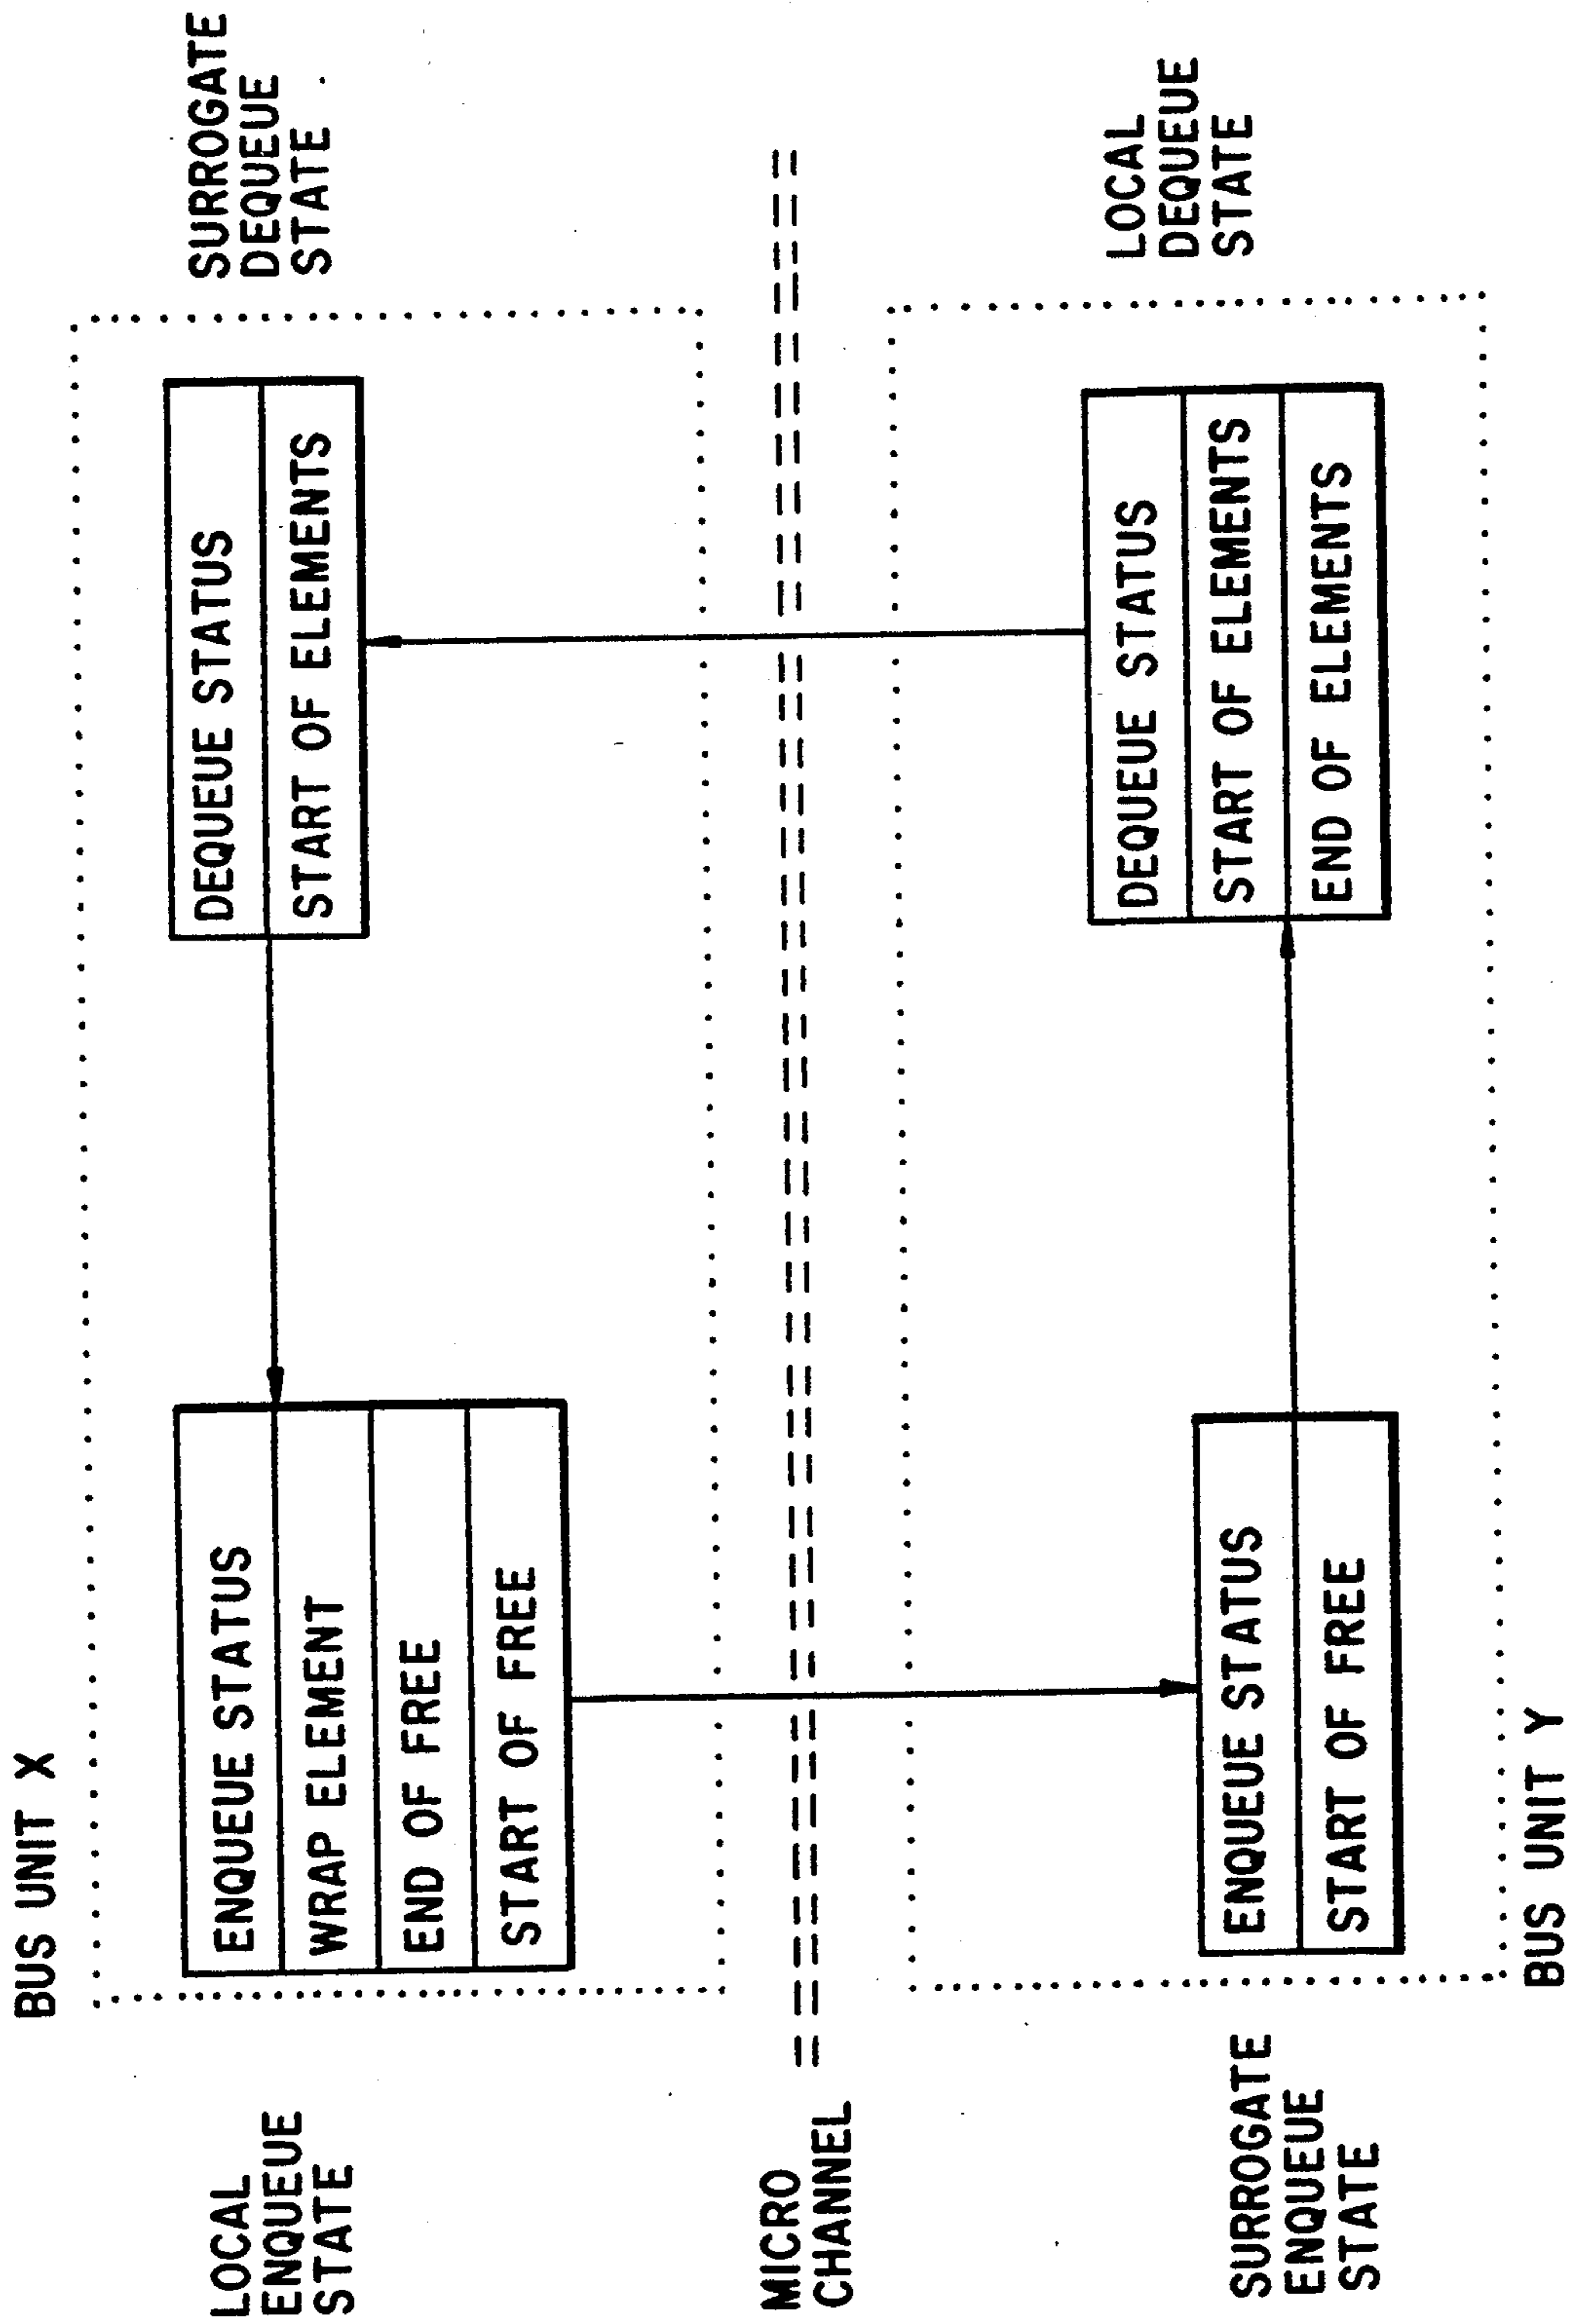 BUS UNIT X
LOCAL
ENQUEUE
STATE
ENQUEUE STATUS
WRAP ELEMENT
END OF FREE
START OF FREE
DEQUEUE STATUS
START OF ELEMENTS
SURROGATE
DEQUEUE
STATE
MICRO
CHANNEL
SURROGATE
ENQUEUE
STATE
ENQUEUE STATUS
START OF FREE
DEQUEUE STATUS
START OF ELEMENTS
END OF ELEMENTS
LOCAL
DEQUEUE
STATE
BUS UNIT Y